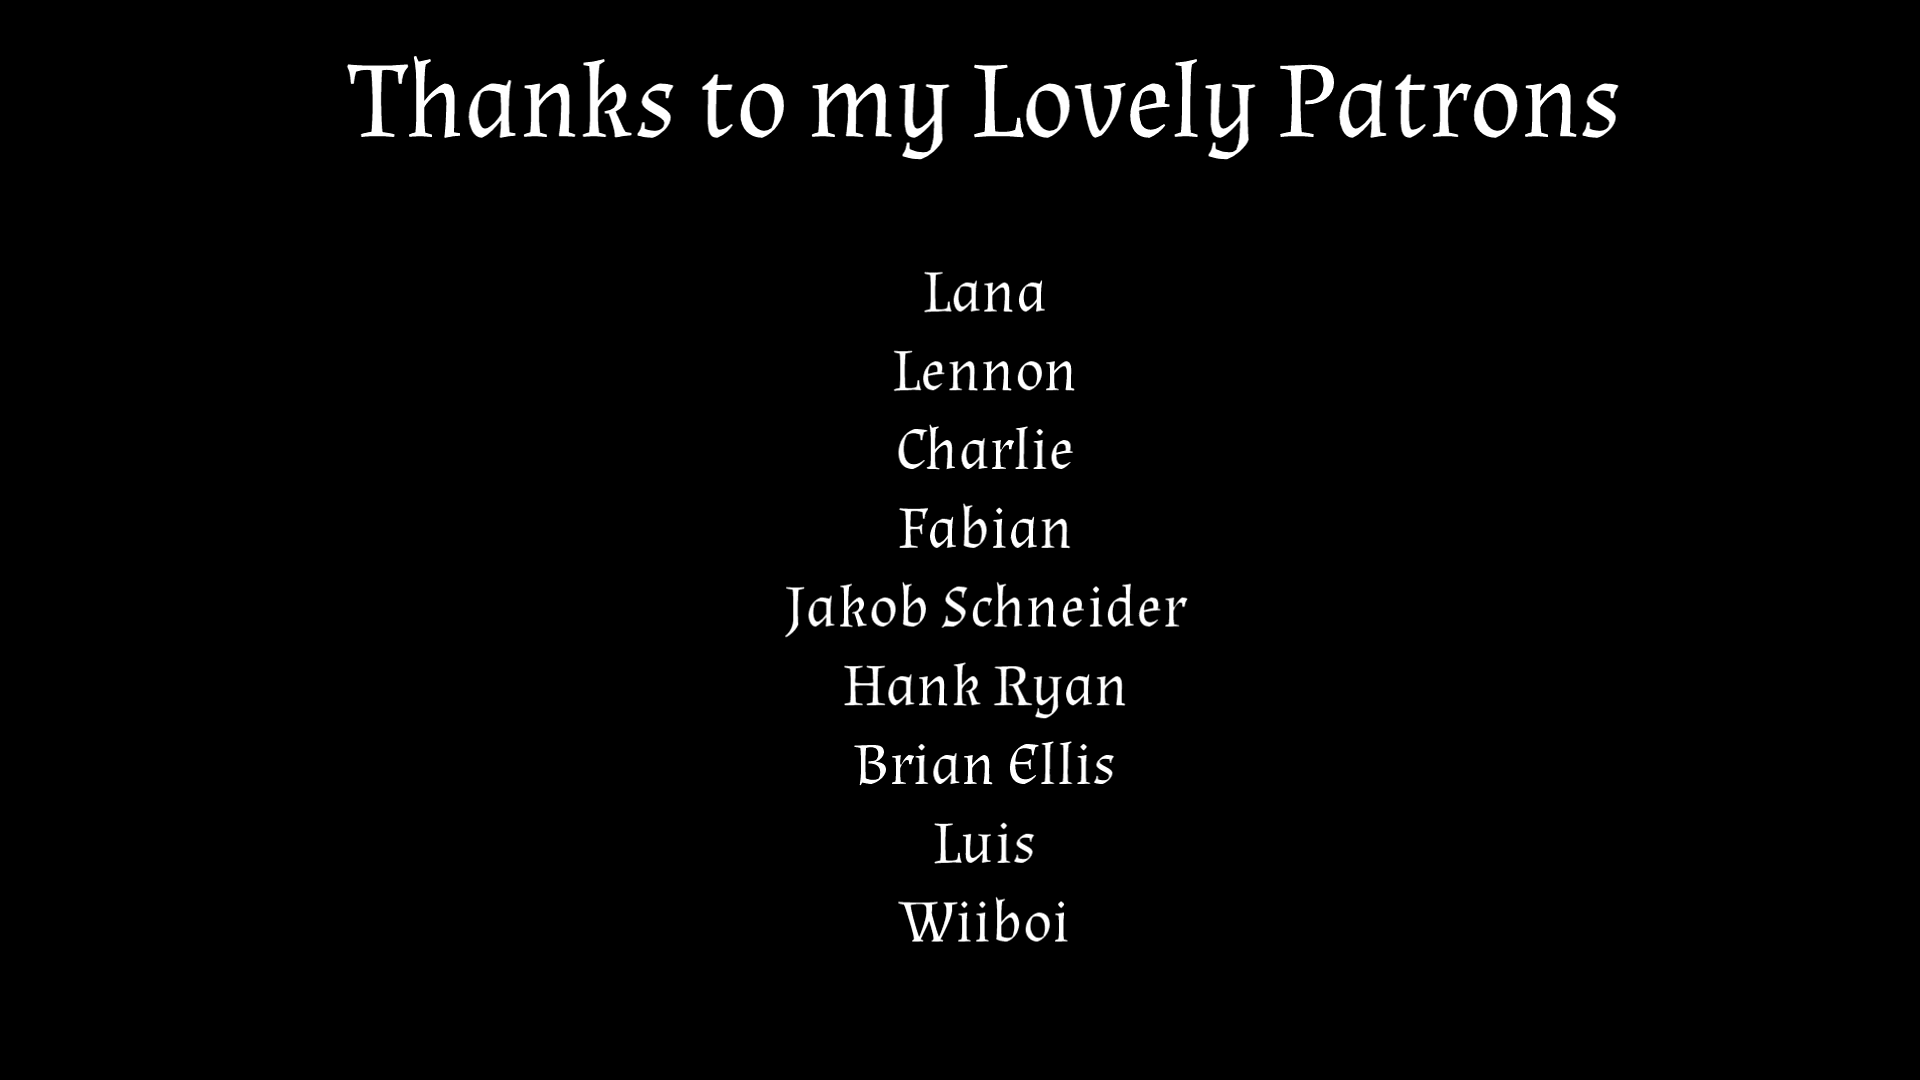 Thanks to my Lovely Patrons
Lana
Lennon
Charlie
Fabian
Jakob Schneider
Hank Ryan
Brian Ellis
Luis
Wiiboi